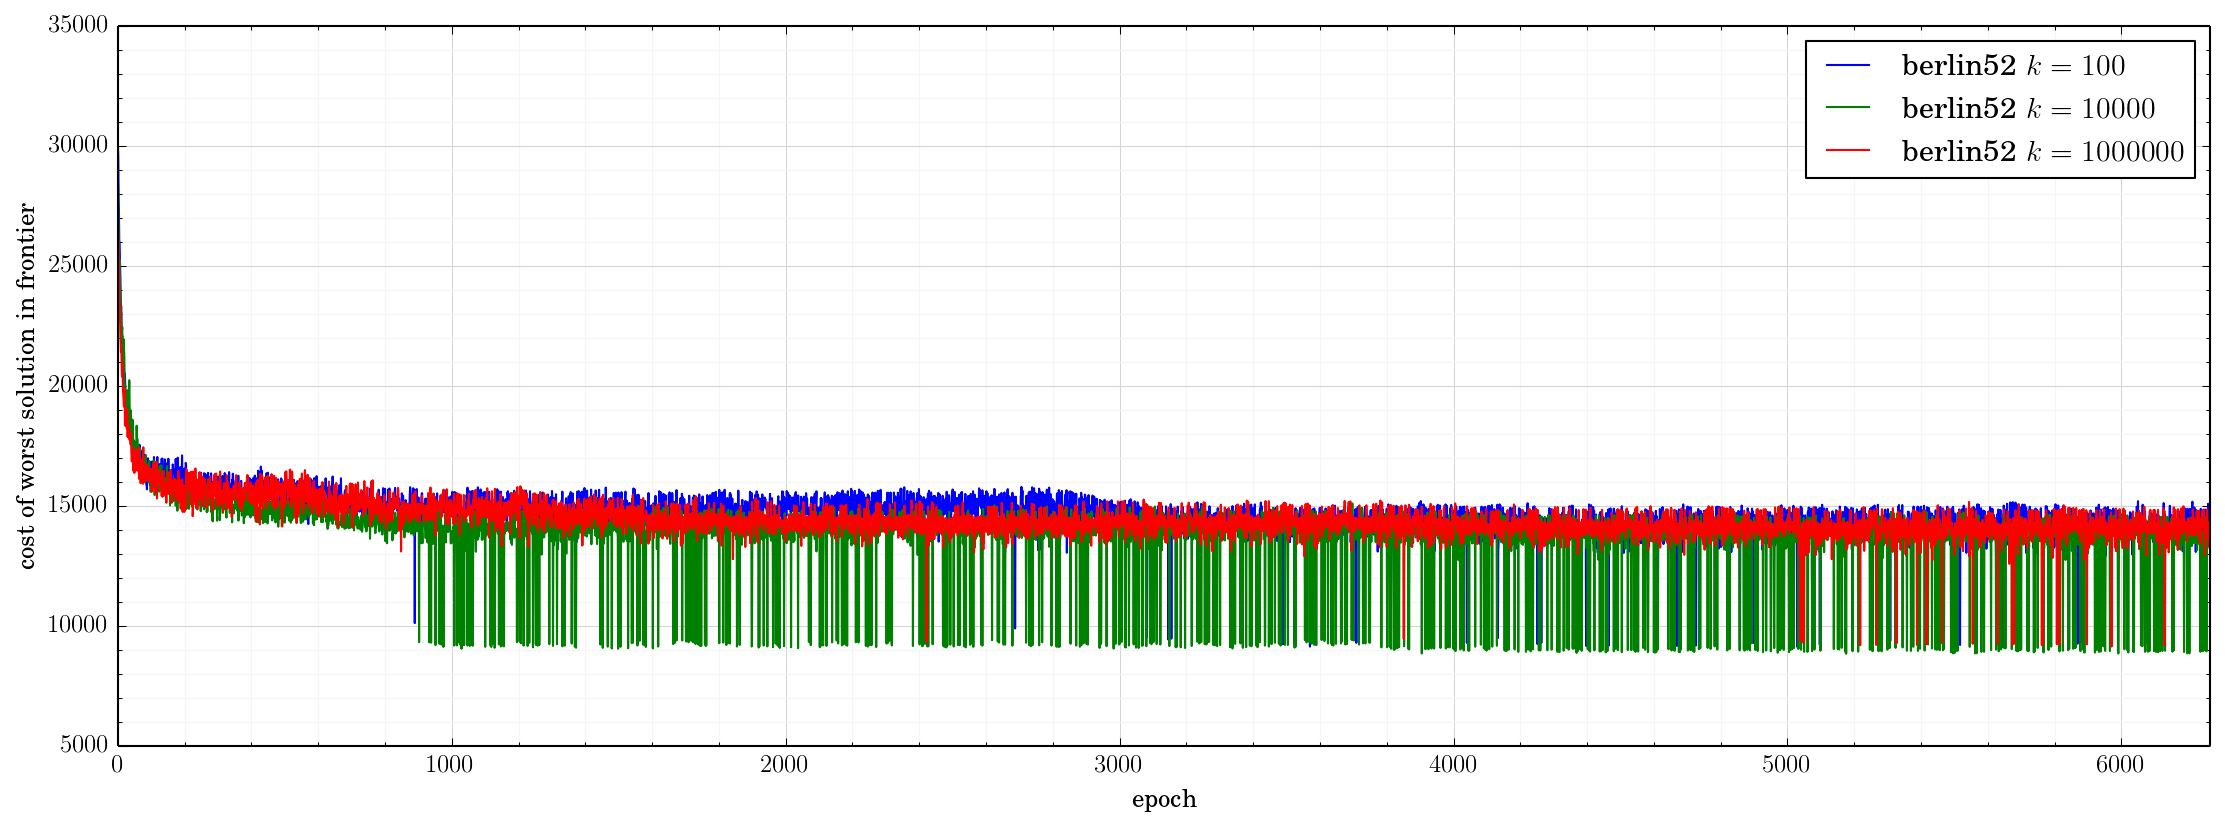 35000
30000
25000
20000
15000
10000
5000
cost of worst solution in frontier
berlin52 k = 100
berlin52 k = 10000
berlin52 k = 1000000
0 1000 2000 3000 4000 5000 6000
epoch